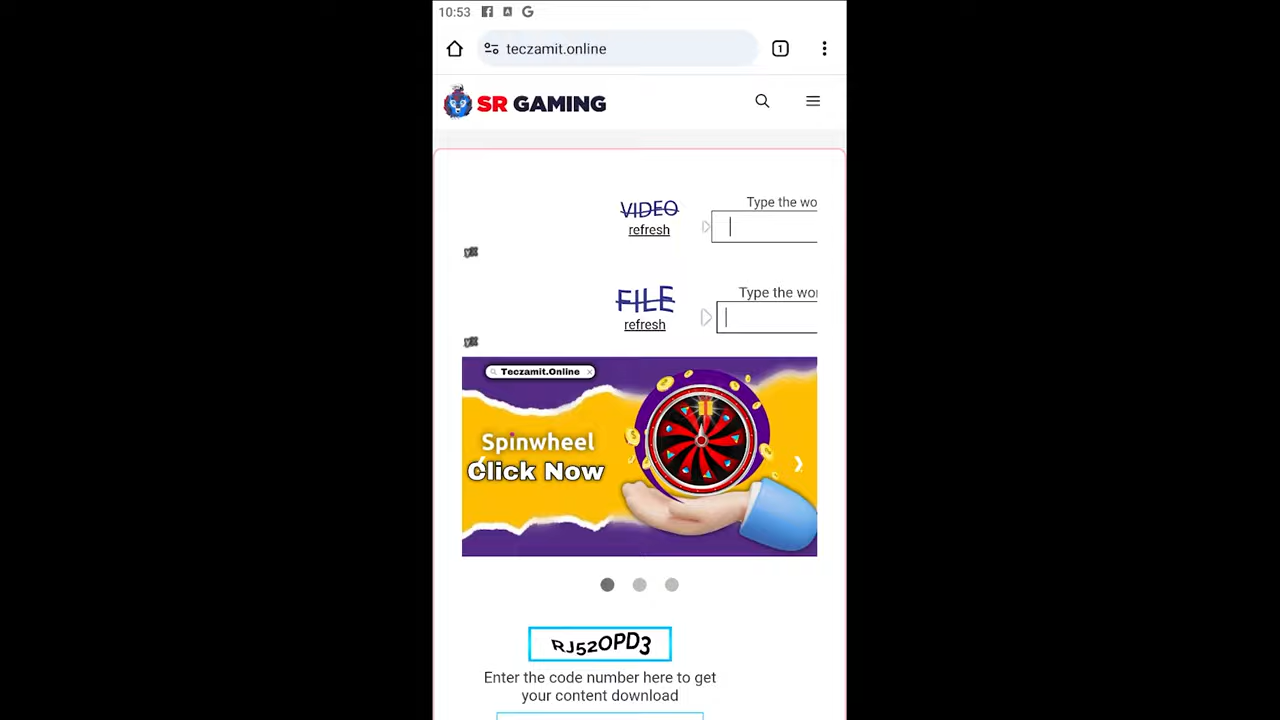 10:53
teczamit.online
1
SR GAMING
VIDEO
refresh
Type the wo
FILE
refresh
Type the wor
Teczamit.Online
Spinwheel
Click Now
RJ52OPD3
Enter the code number here to get
your content download